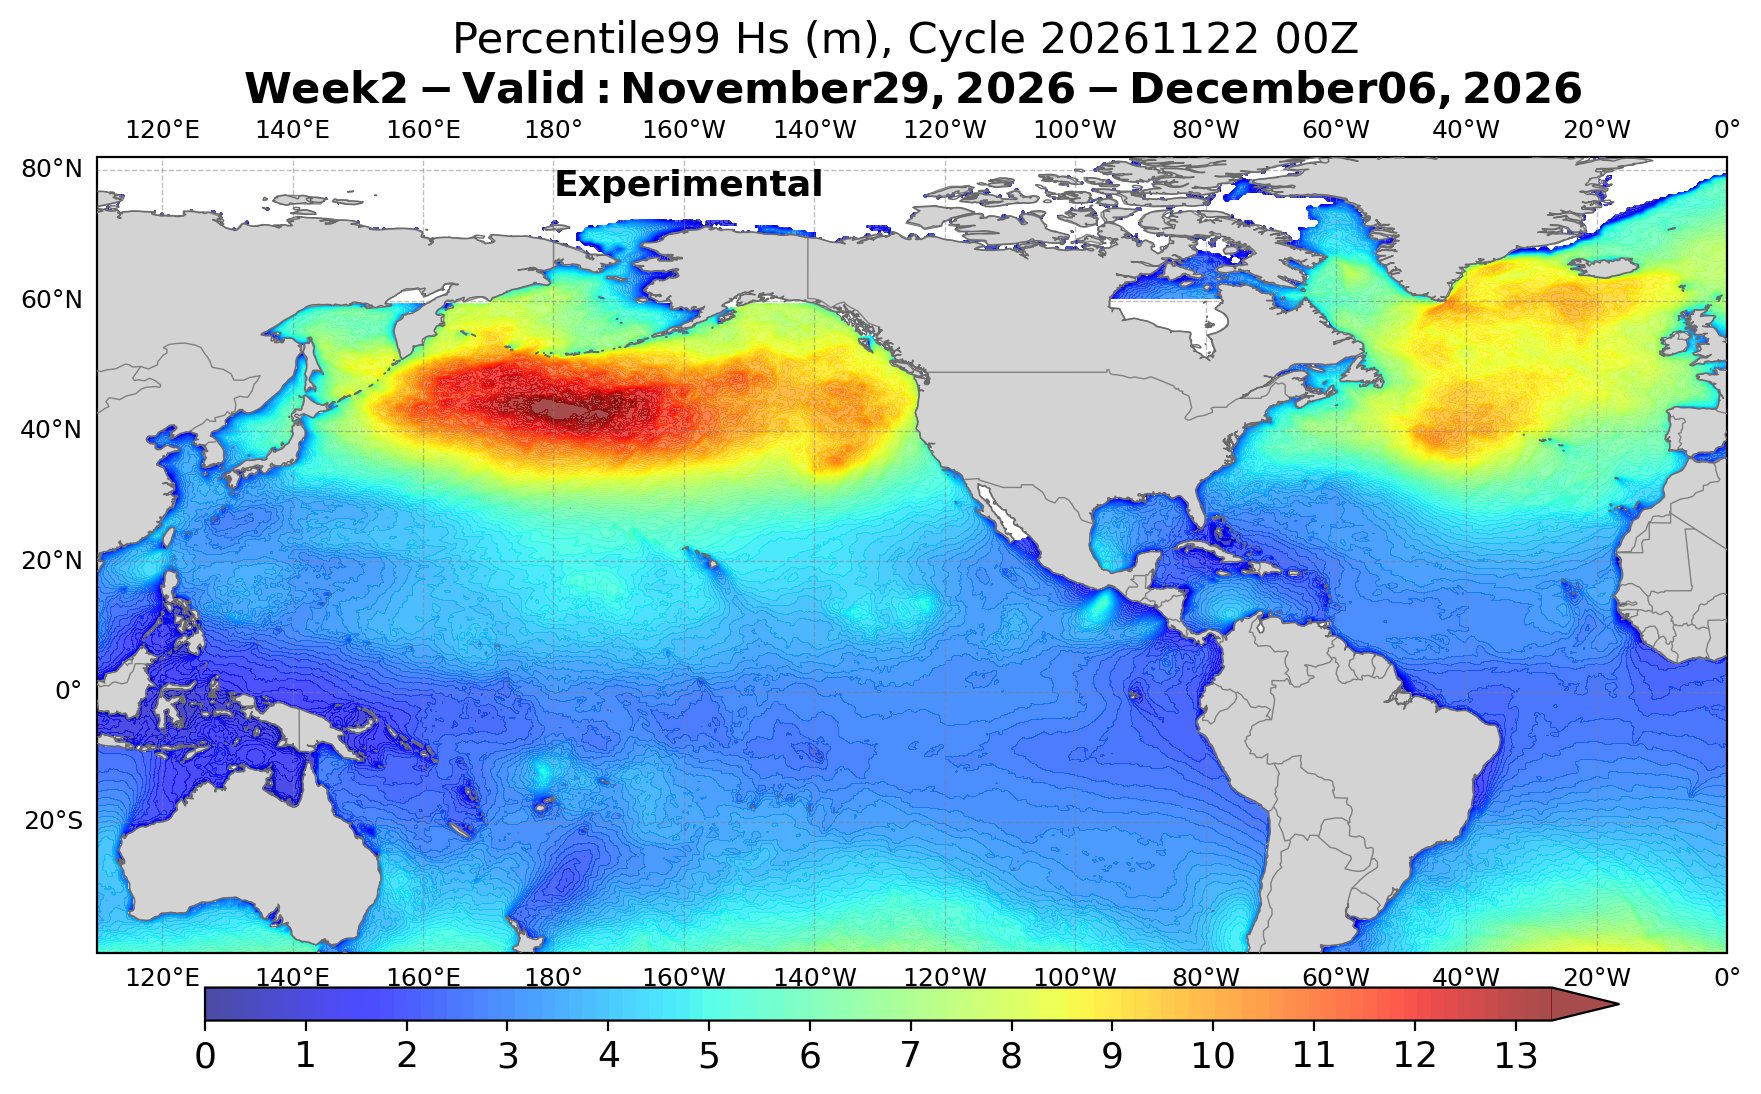 Percentile99 Hs (m), Cycle 20261122 00Z
Week2 − Valid : November29, 2026 − December06, 2026
120°E 140°E 160°E 180° 160°W 140°W 120°W 100°W 80°W 60°W 40°W 20°W 0°
80°N
Experimental
60°N
40°N
20°N
0°
20°S
120°E 140°E 160°E 180° 160°W 140°W 120°W 100°W 80°W 60°W 40°W 20°W 0°
0 1 2 3 4 5 6 7 8 9 10 11 12 13